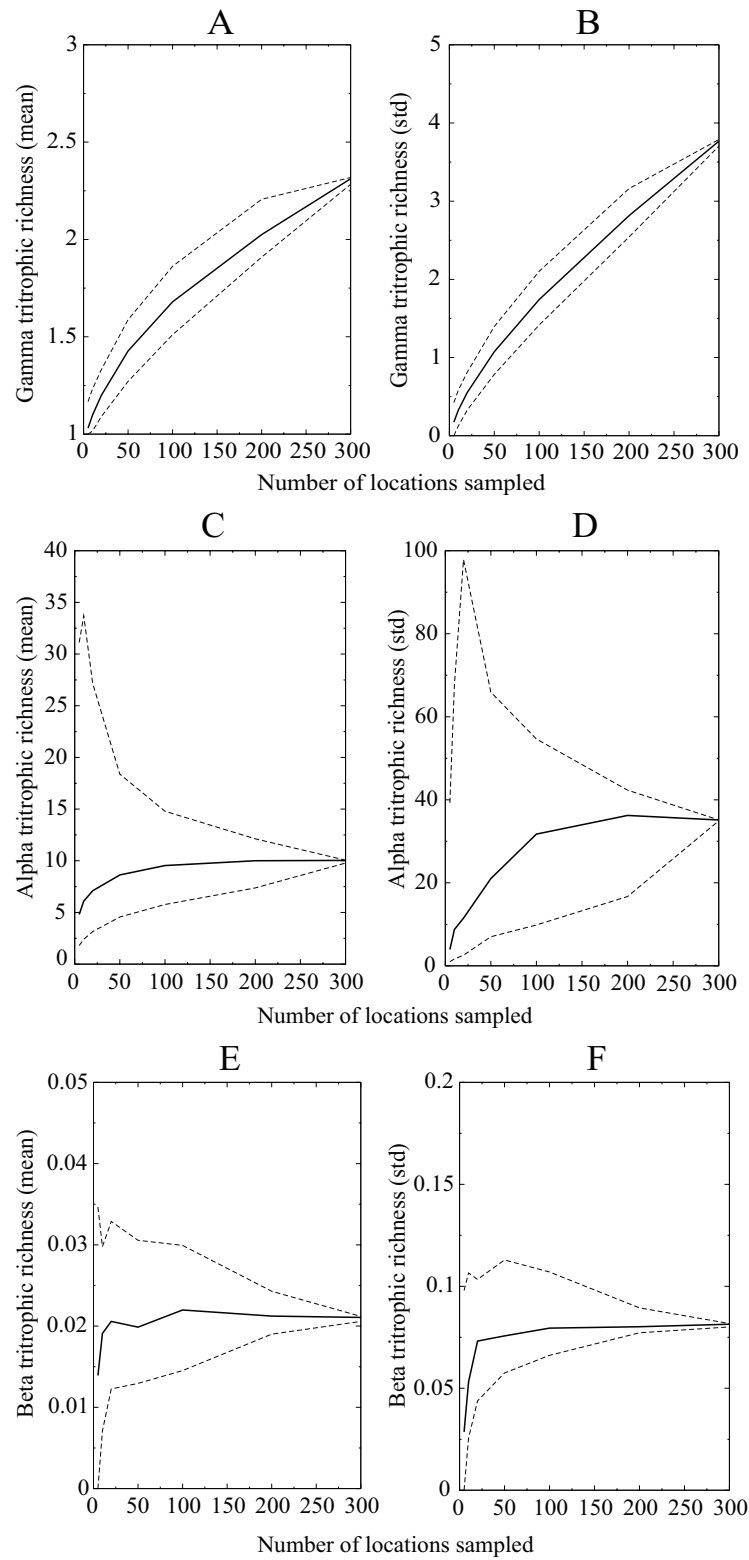 A
B
Gamma tritrophic richness (mean)
3
2.5
2
1.5
1
50 100 150 200 250 300
Gamma tritrophic richness (std)
5
4
3
2
1
0
0 50 100 150 200 250 300
Number of locations sampled
C
D
Alpha tritrophic richness (mean)
40
35
30
25
20
15
10
5
0
0 50 100 150 200 250 300
Alpha tritrophic richness (std)
100
80
60
40
20
0
0 50 100 150 200 250 300
Number of locations sampled
E
F
Beta tritrophic richness (mean)
0.05
0.04
0.03
0.02
0.01
0
0 50 100 150 200 250 300
Beta tritrophic richness (std)
0.2
0.15
0.1
0.05
0
0 50 100 150 200 250 300
Number of locations sampled